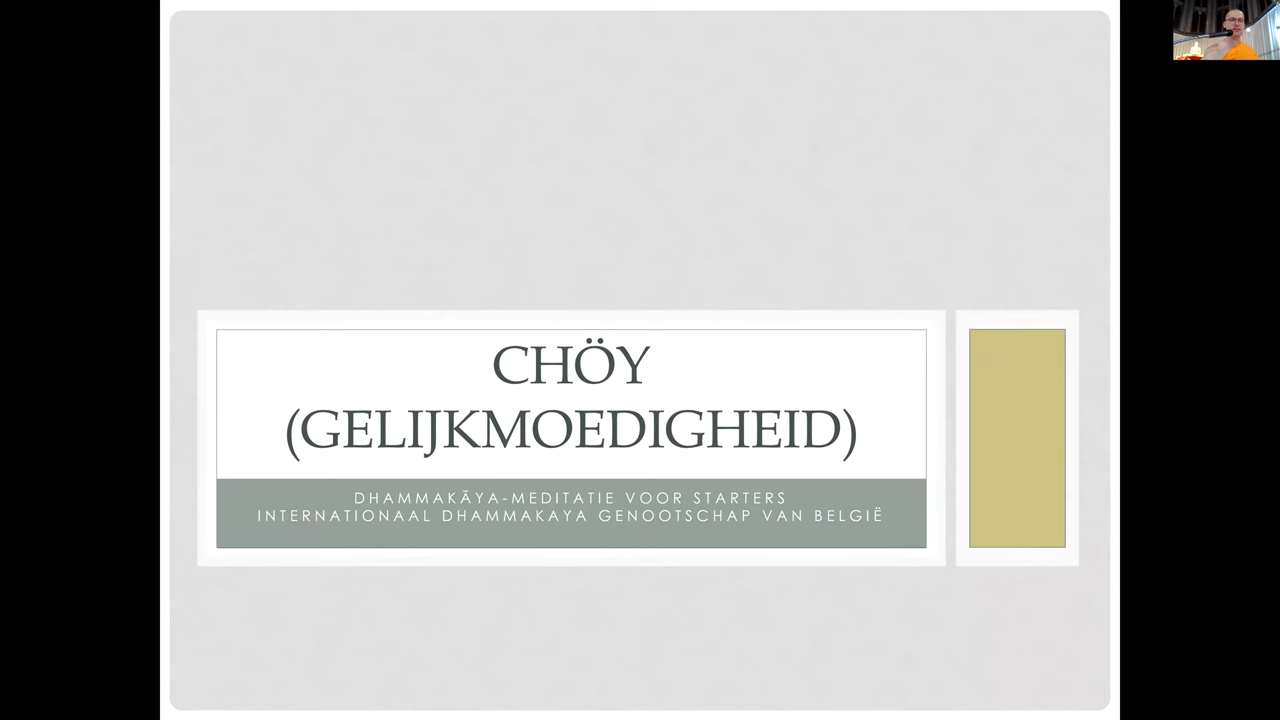 CHÖY
(GELIJKMOEDIGHEID)
DHAMMAKĀYA-MEDITATIE VOOR STARTERS
INTERNATIONAAL DHAMMAKAYA GENOOTSCHAP VAN BELGIË